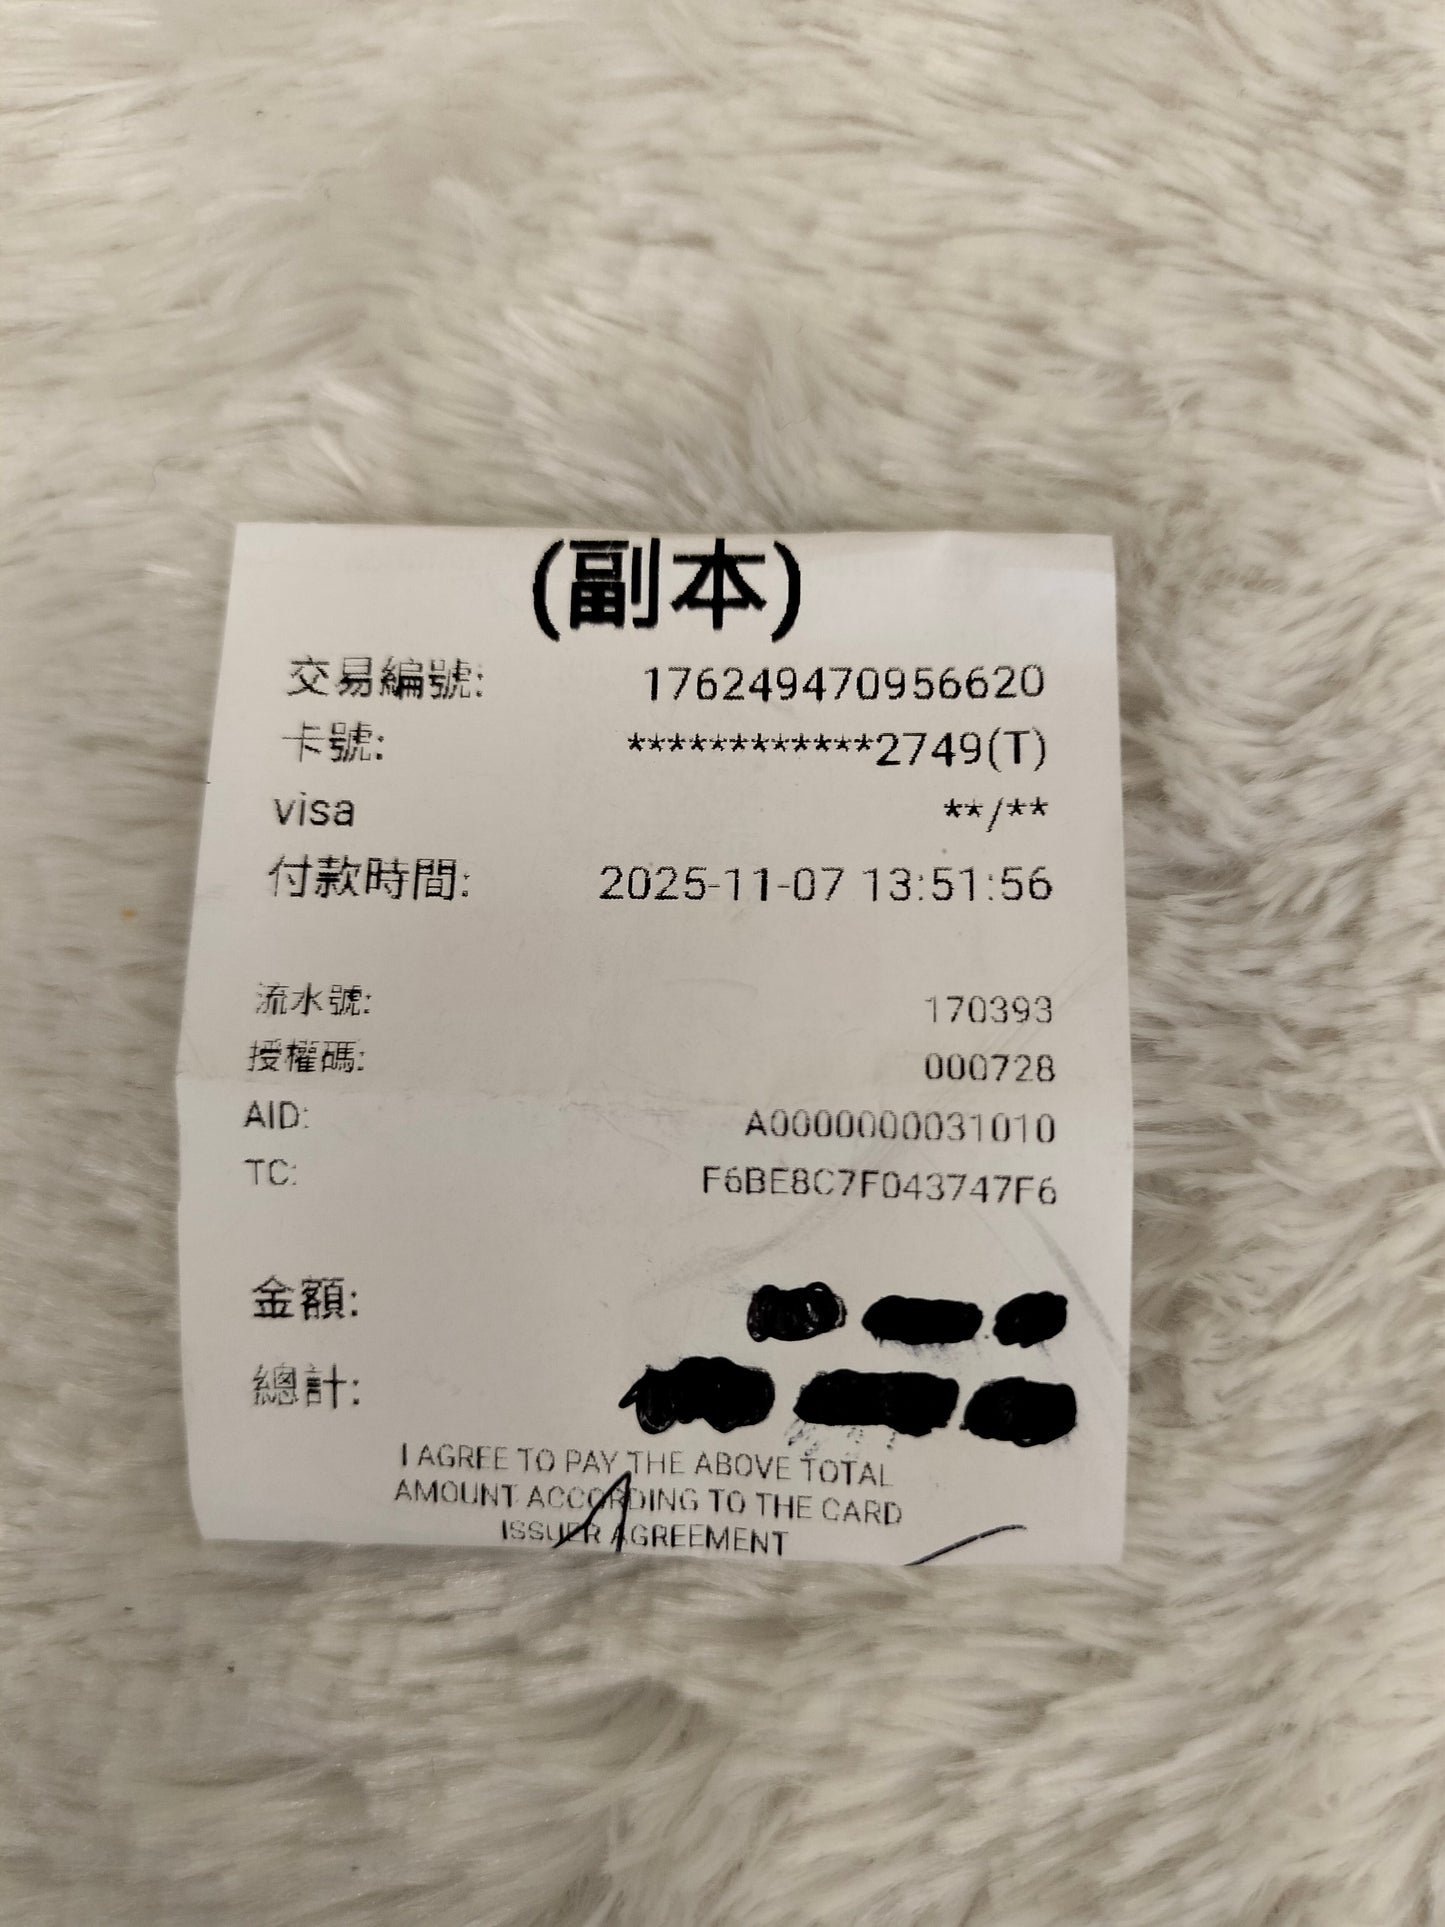 (副本)
交易編號: 176249470956620
卡號: ************2749(T)
visa **/**
付款時間: 2025-11-07 13:51:56
流水號: 170393
授權碼: 000728
AID: A0000000031010
TC: F6BE8C7F043747F6
金額:
總計:
I AGREE TO PAY THE ABOVE TOTAL
AMOUNT ACCORDING TO THE CARD
ISSUER AGREEMENT